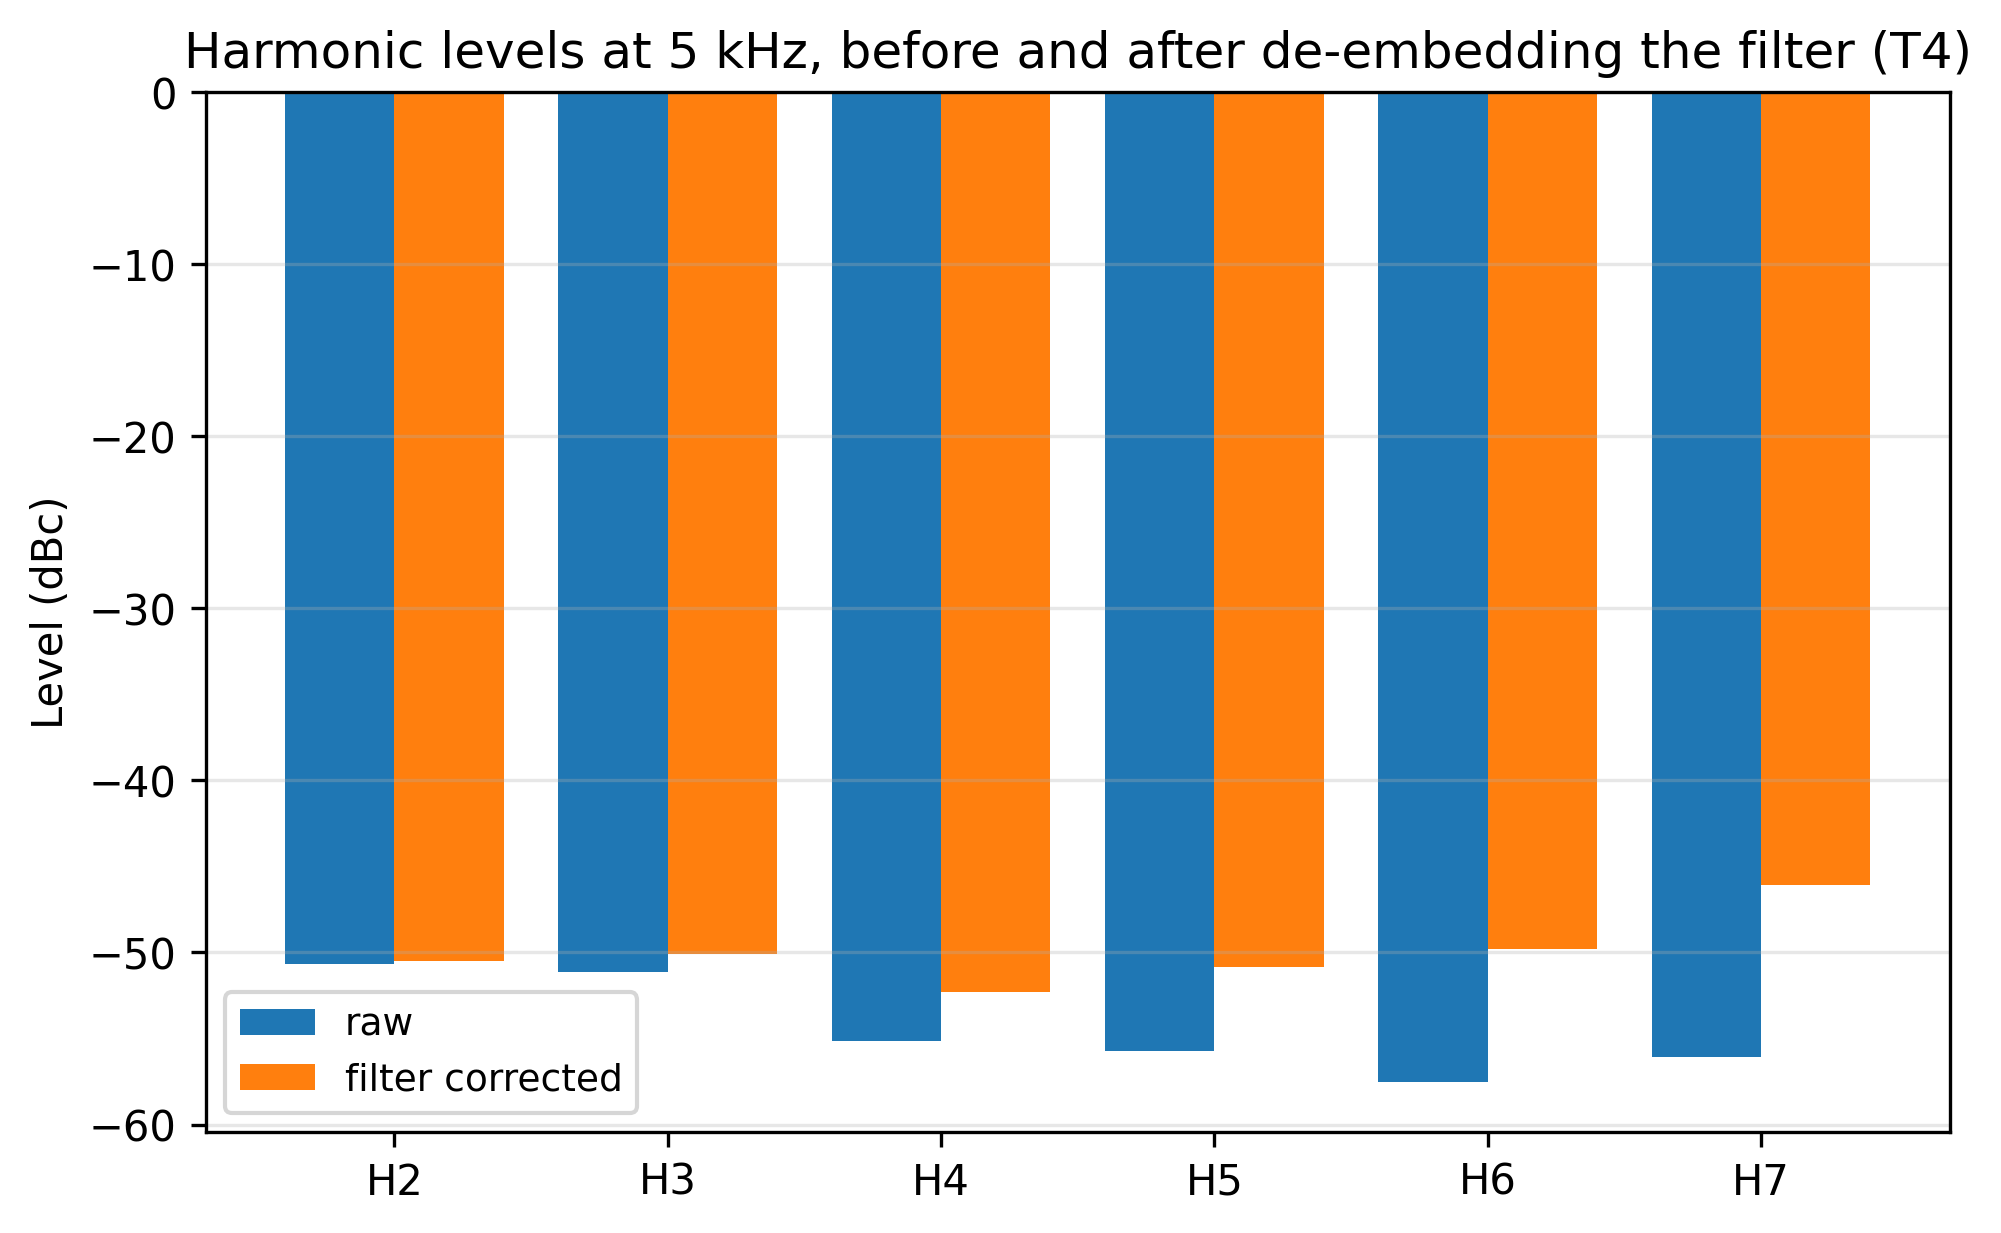 Harmonic levels at 5 kHz, before and after de-embedding the filter (T4)
Level (dBc)
0
−10
−20
−30
−40
−50
−60
raw
filter corrected
H2 H3 H4 H5 H6 H7